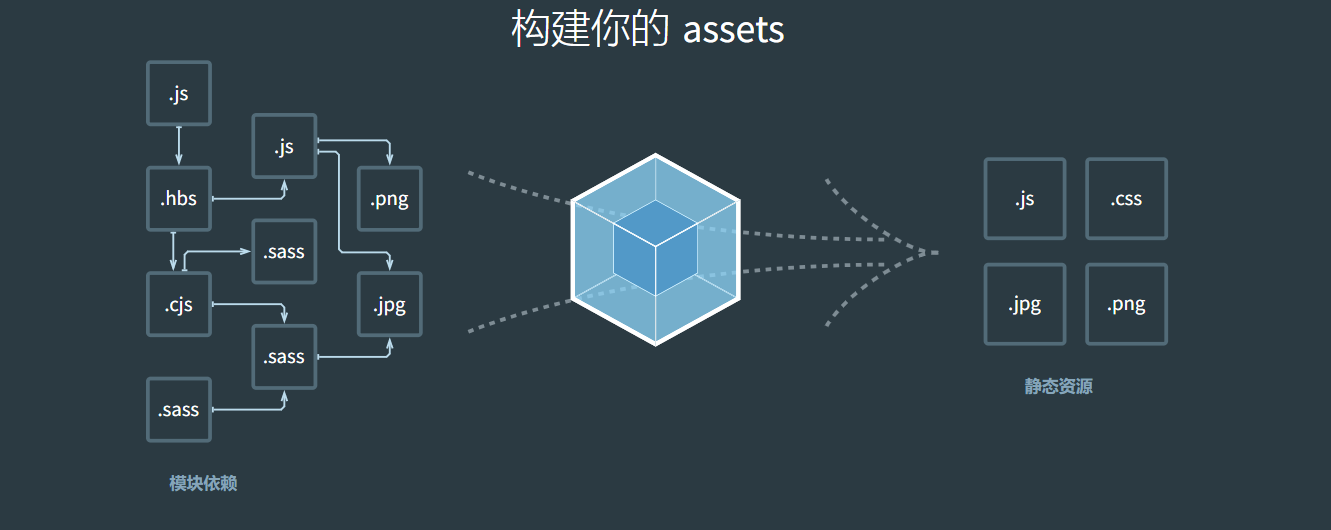 构建你的 assets
.js
.js
.hbs
.png
.sass
.cjs
.jpg
.sass
.sass
模块依赖
.js
.css
.jpg
.png
静态资源